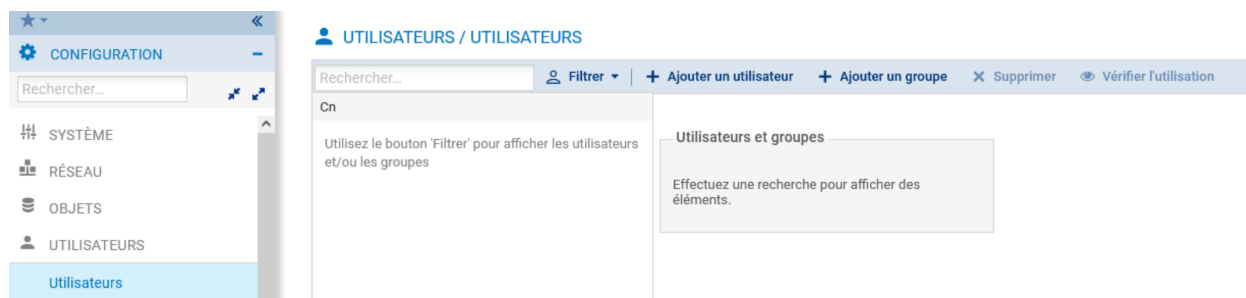 CONFIGURATION
Rechercher...
SYSTÈME
RÉSEAU
OBJETS
UTILISATEURS
Utilisateurs
UTILISATEURS / UTILISATEURS
Rechercher... Filtrer Ajouter un utilisateur Ajouter un groupe Supprimer Vérifier l'utilisation
Cn
Utilisez le bouton 'Filtrer' pour afficher les utilisateurs
et/ou les groupes
Utilisateurs et groupes
Effectuez une recherche pour afficher des
éléments.